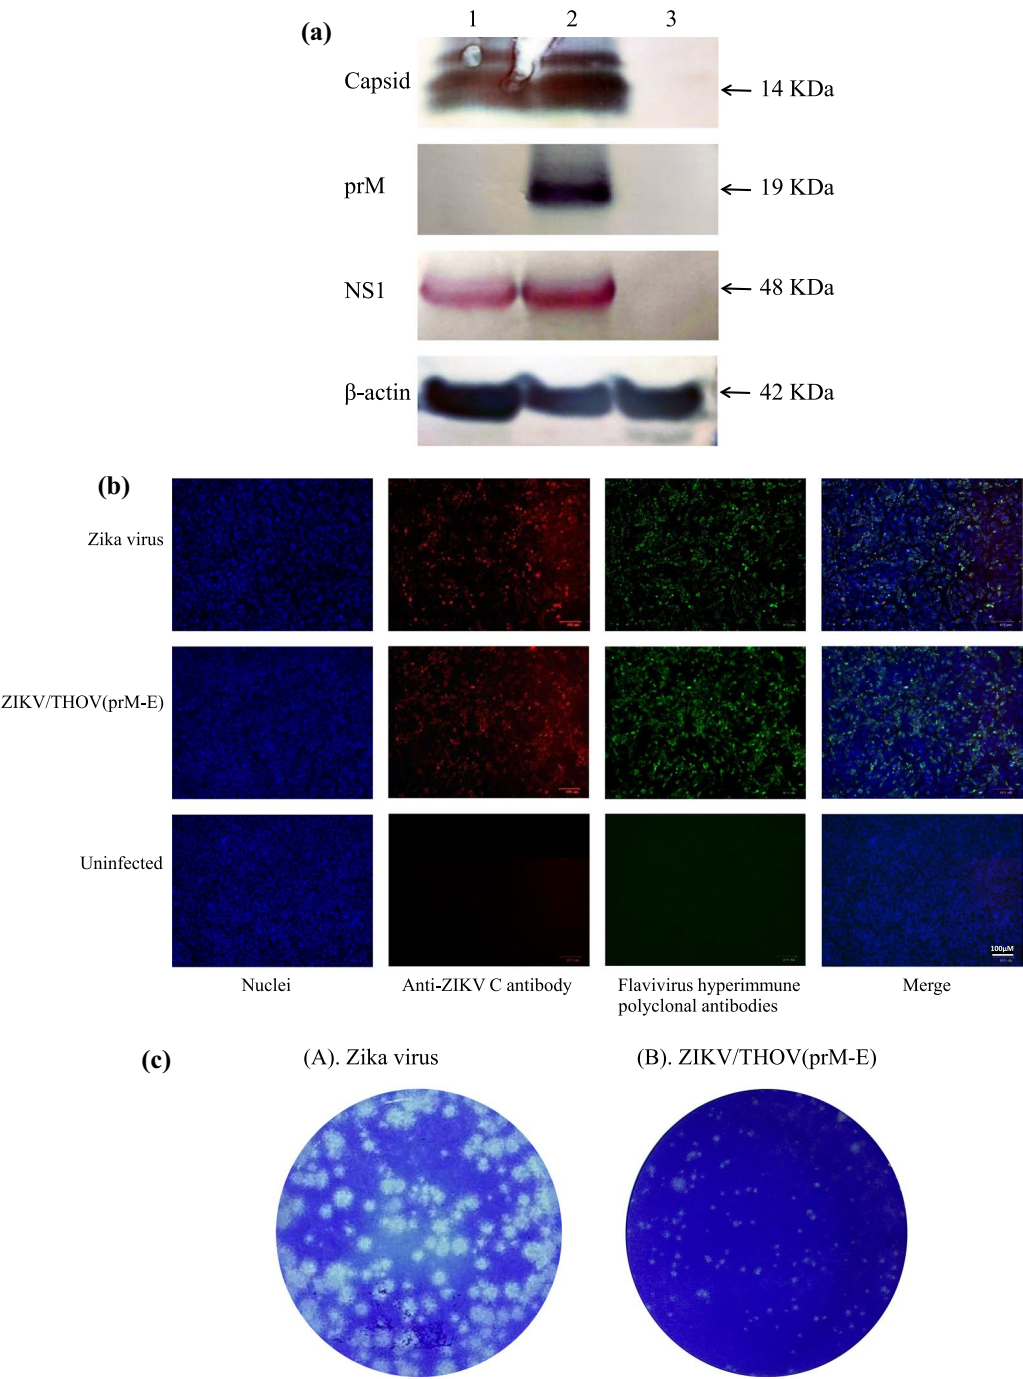 (a)
1 2 3
Capsid
14 KDa
prM
19 KDa
NS1
48 KDa
β-actin
42 KDa
(b)
Zika virus
ZIKV/THOV(prM-E)
Uninfected
100μM
Nuclei
Anti-ZIKV C antibody
Flavivirus hyperimmune
polyclonal antibodies
Merge
(c)
(A). Zika virus
(B). ZIKV/THOV(prM-E)